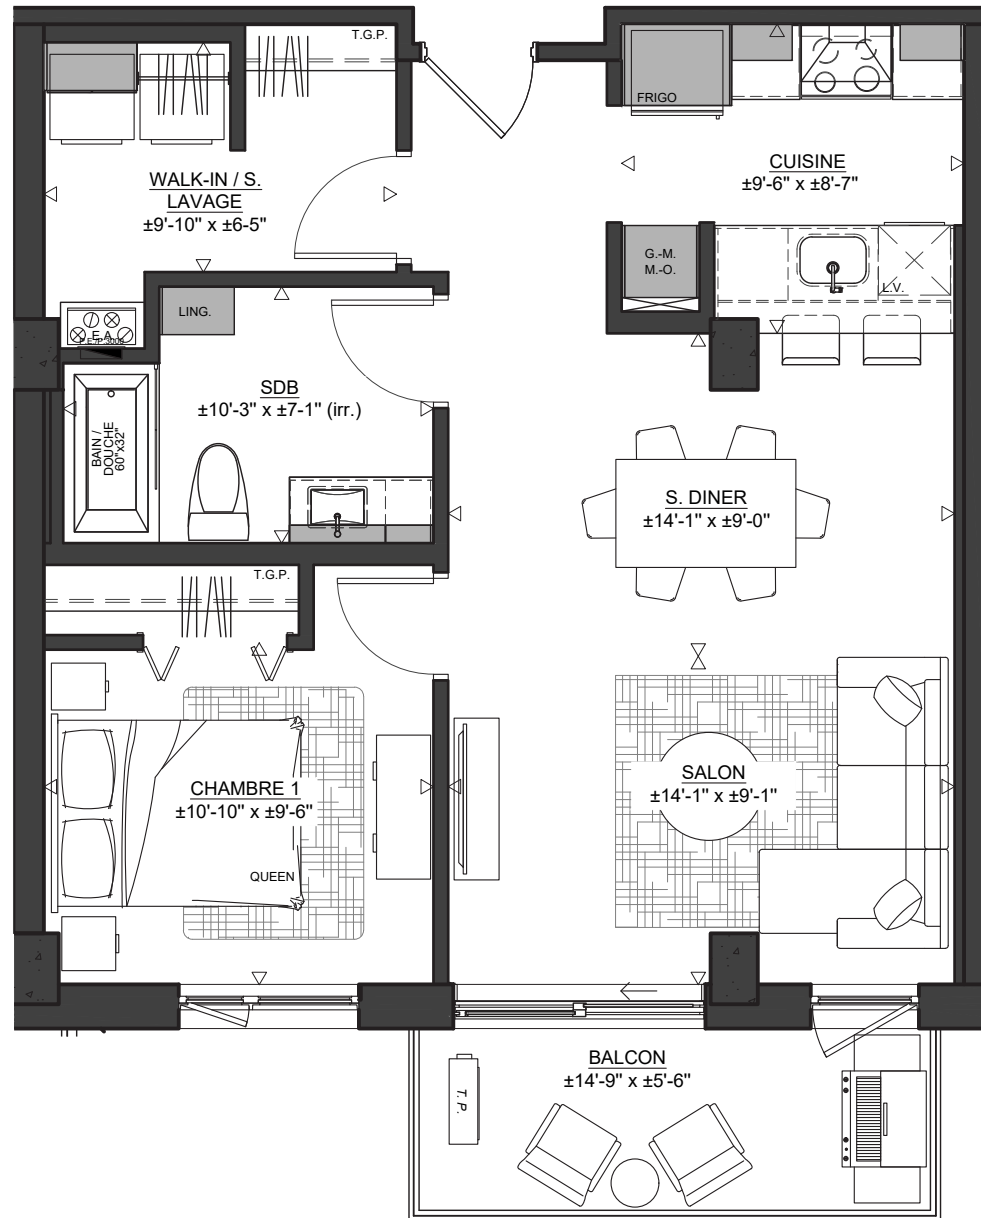 T.G.P.
FRIGO
WALK-IN / S.
LAVAGE
±9'-10" x ±6-5"
CUISINE
±9'-6" x ±8'-7"
G.-M.
M.-O.
L.V.
LING.
E.A.
SDB
±10'-3" x ±7-1" (irr.)
BAIN /
DOUCHE
60"x32"
S. DINER
±14'-1" x ±9'-0"
T.G.P.
CHAMBRE 1
±10'-10" x ±9'-6"
QUEEN
SALON
±14'-1" x ±9'-1"
BALCON
±14'-9" x ±5'-6"
T. P.